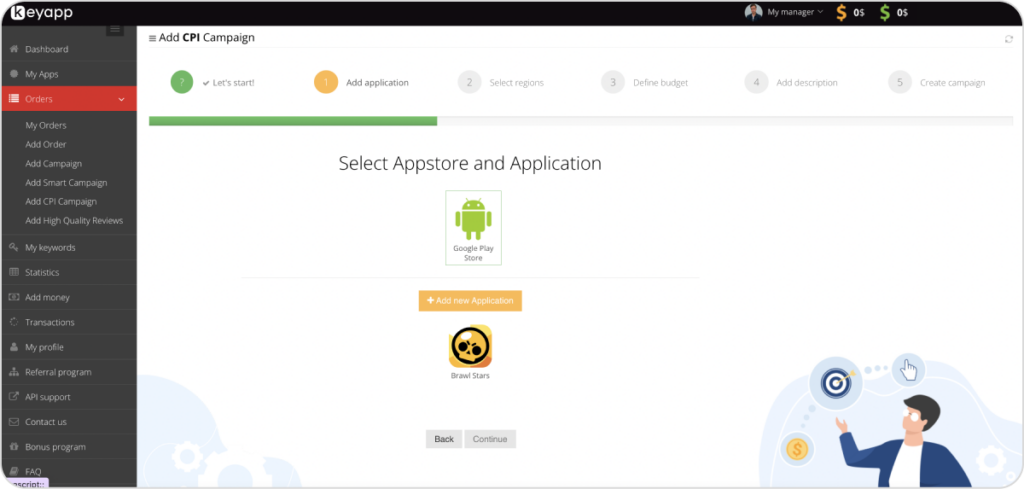 keyapp
My manager
0$
0$
Dashboard
My Apps
Orders
My Orders
Add Order
Add Campaign
Add Smart Campaign
Add CPI Campaign
Add High Quality Reviews
My keywords
Statistics
Add money
Transactions
My profile
Referral program
API support
Contact us
Bonus program
FAQ
ascript:;
Add CPI Campaign
? Let's start!
1 Add application
2 Select regions
3 Define budget
4 Add description
5 Create campaign
Select Appstore and Application
Google Play
Store
+ Add new Application
Brawl Stars
Back
Continue